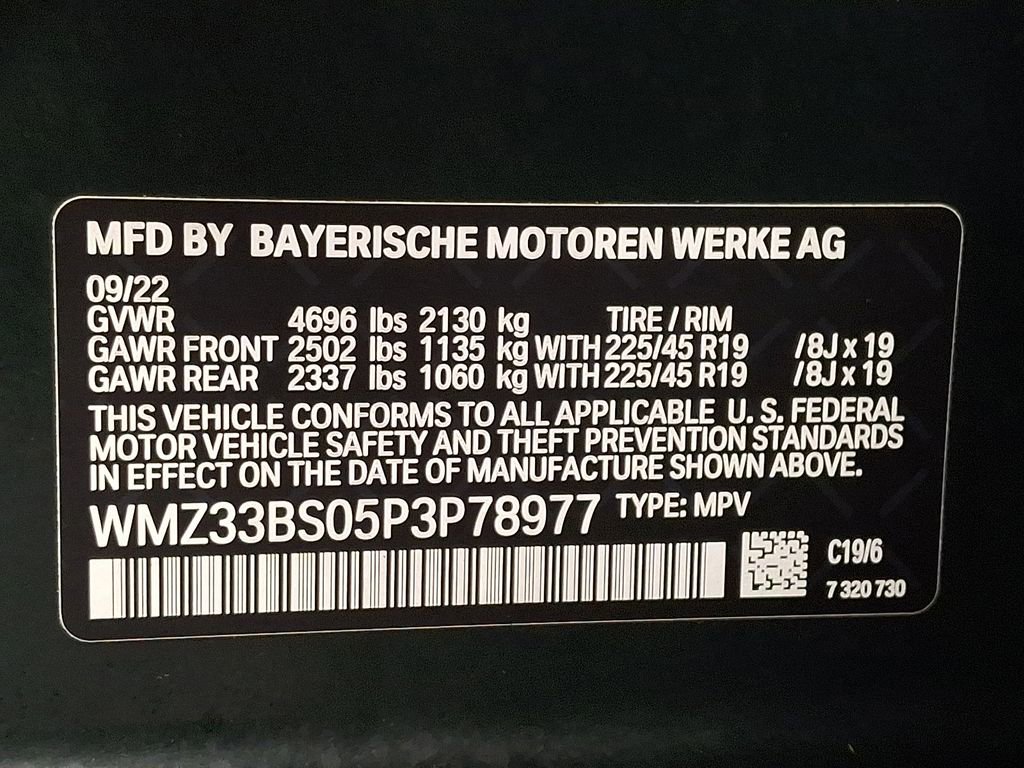 MFD BY BAYERISCHE MOTOREN WERKE AG
09/22
GVWR 4696 lbs 2130 kg TIRE / RIM
GAWR FRONT 2502 lbs 1135 kg WITH 225/45 R19 /8J x 19
GAWR REAR 2337 lbs 1060 kg WITH 225/45 R19 /8J x 19
THIS VEHICLE CONFORMS TO ALL APPLICABLE U. S. FEDERAL
MOTOR VEHICLE SAFETY AND THEFT PREVENTION STANDARDS
IN EFFECT ON THE DATE OF MANUFACTURE SHOWN ABOVE.
WMZ33BS05P3P78977 TYPE: MPV
C19/6
7 320 730